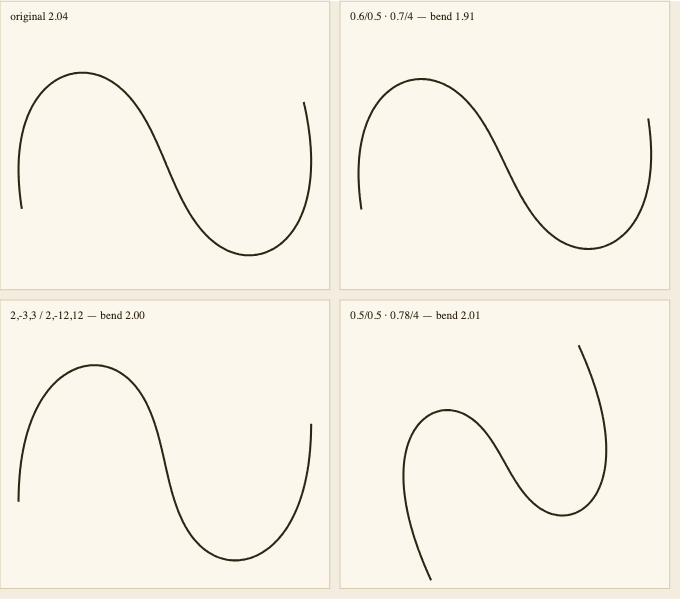 original 2.04
0.6/0.5 · 0.7/4 — bend 1.91
2,-3,3 / 2,-12,12 — bend 2.00
0.5/0.5 · 0.78/4 — bend 2.01